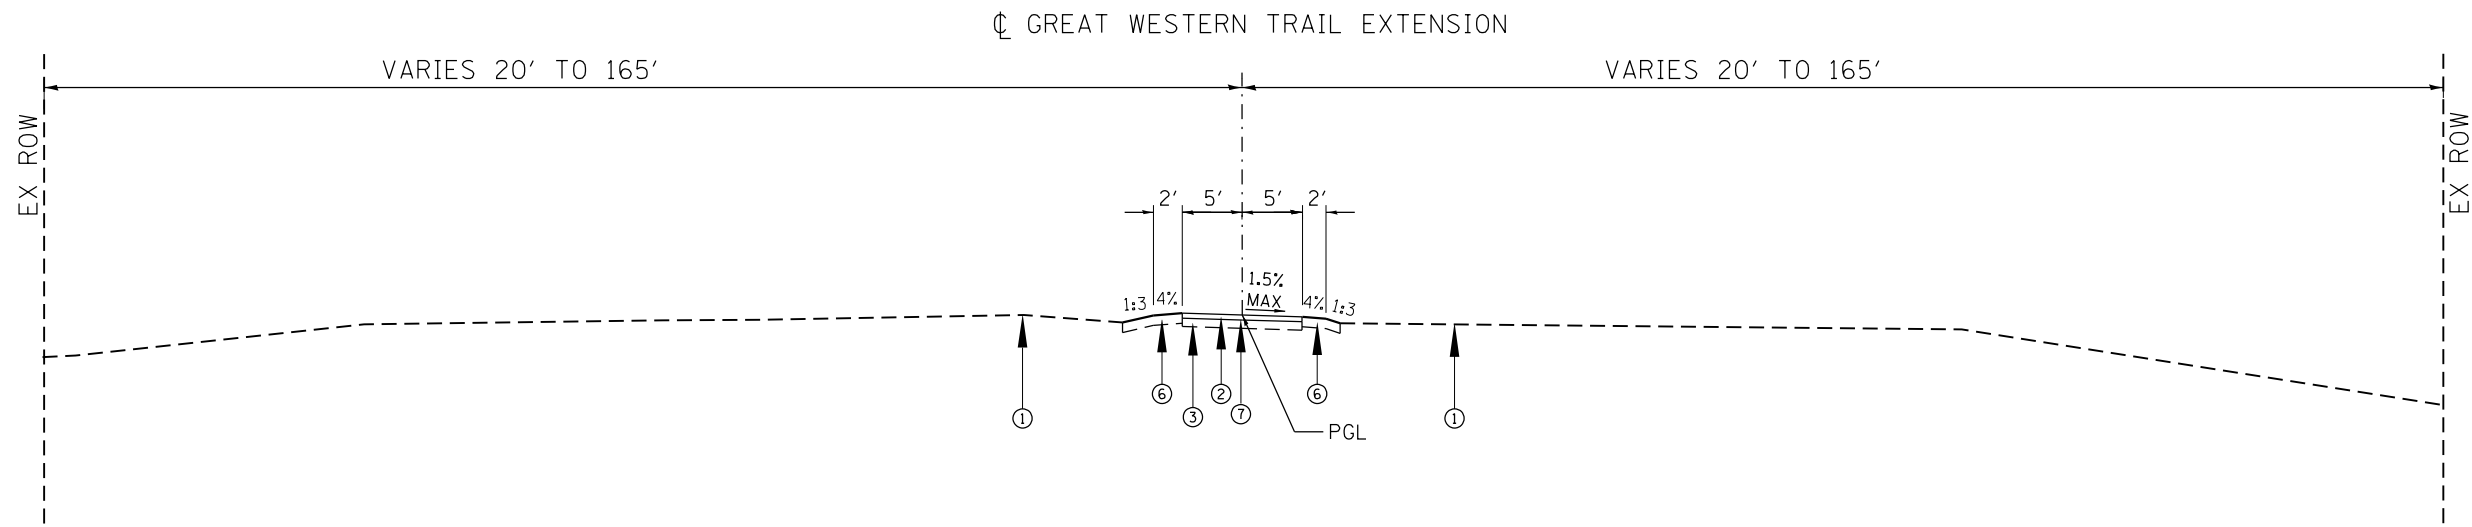 ℄ GREAT WESTERN TRAIL EXTENSION
VARIES 20' TO 165'
VARIES 20' TO 165'
EX ROW
EX ROW
2' 5' 5' 2'
1.5%
MAX
1:3 4%
4% 1:3
6 2 6
3 7
1 1
PGL